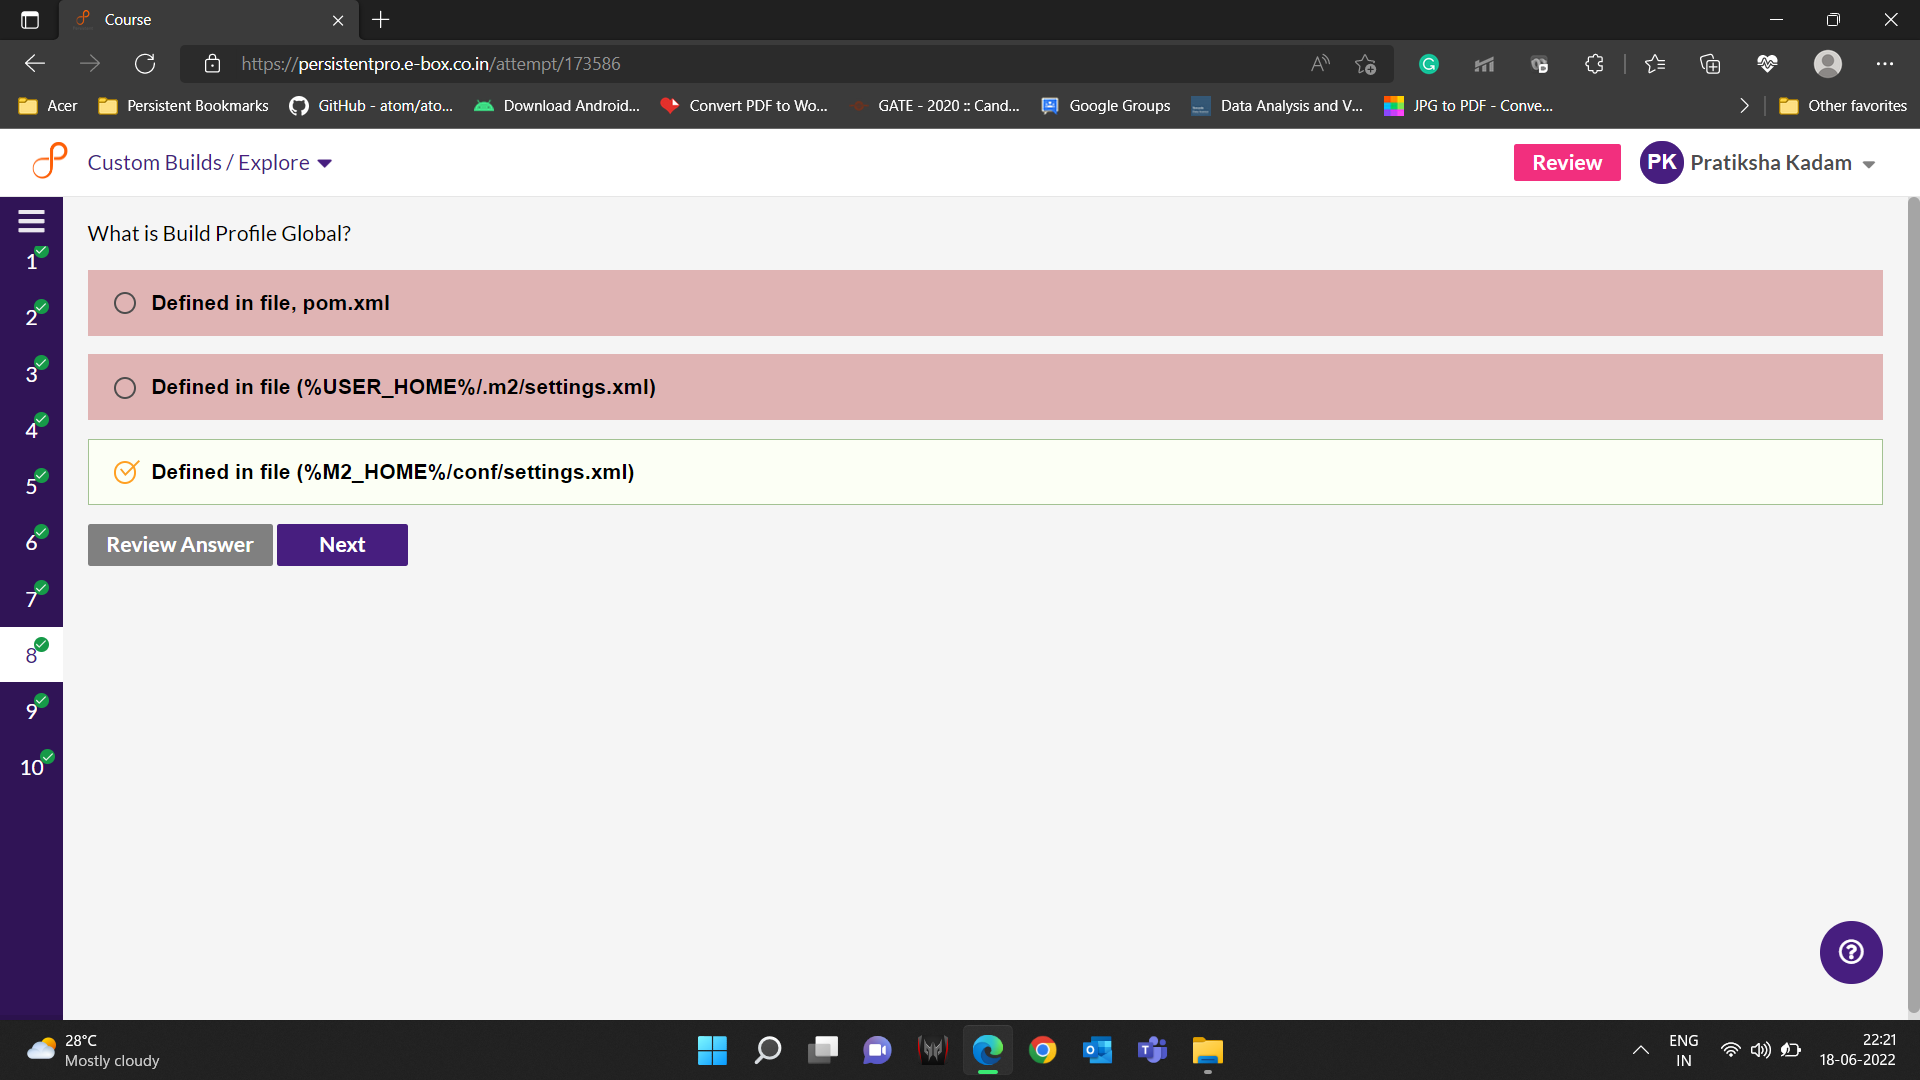 Course
https://persistentpro.e-box.co.in/attempt/173586
Acer
Persistent Bookmarks
GitHub - atom/ato...
Download Android...
Convert PDF to Wo...
GATE - 2020 :: Cand...
Google Groups
Data Analysis and V...
JPG to PDF - Conve...
Other favorites
Custom Builds / Explore
Review
PK
Pratiksha Kadam
What is Build Profile Global?
1
2
3
4
5
6
7
8
9
10
Defined in file, pom.xml
Defined in file (%USER_HOME%/.m2/settings.xml)
Defined in file (%M2_HOME%/conf/settings.xml)
Review Answer
Next
28°C
Mostly cloudy
ENG
IN
22:21
18-06-2022